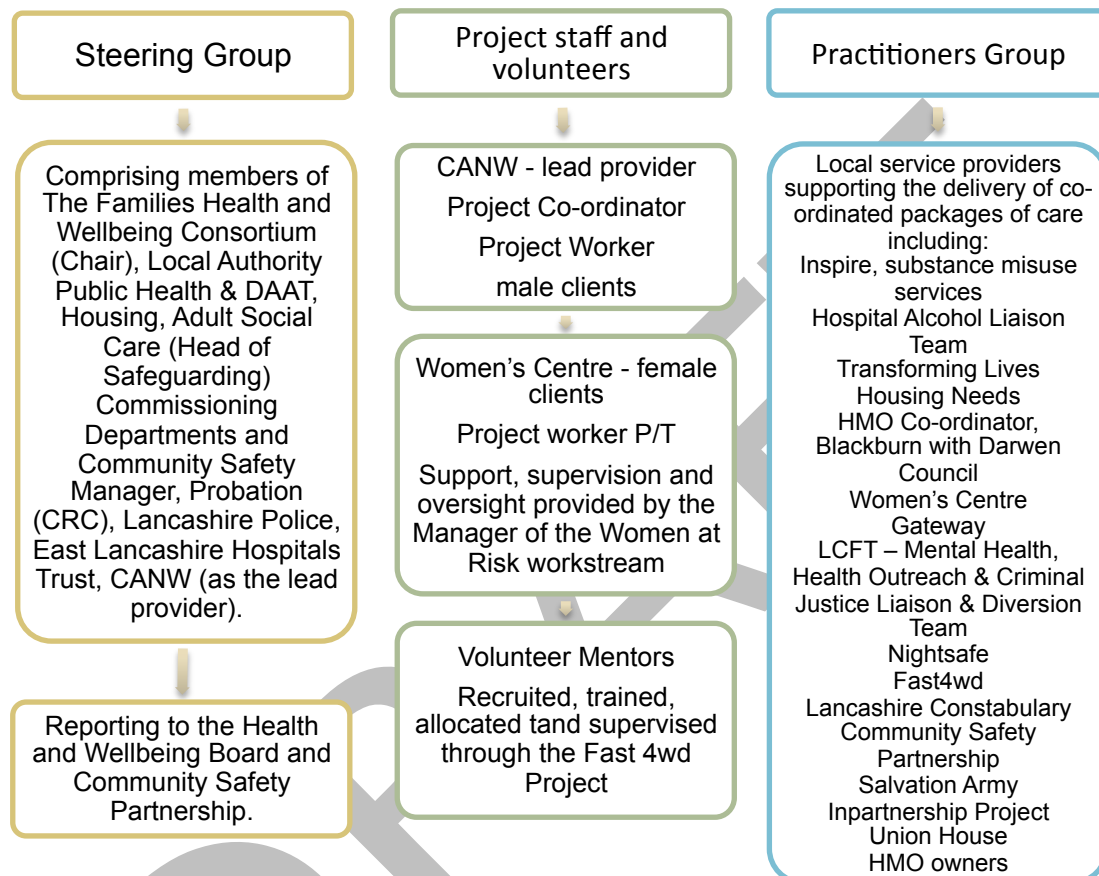 Steering Group
Comprising members of
The Families Health and
Wellbeing Consortium
(Chair), Local Authority
Public Health & DAAT,
Housing, Adult Social
Care (Head of
Safeguarding)
Commissioning
Departments and
Community Safety
Manager, Probation
(CRC), Lancashire Police,
East Lancashire Hospitals
Trust, CANW (as the lead
provider).
Reporting to the Health
and Wellbeing Board and
Community Safety
Partnership.
Project staff and
volunteers
CANW - lead provider
Project Co-ordinator
Project Worker
male clients
Women's Centre - female
clients
Project worker P/T
Support, supervision and
oversight provided by the
Manager of the Women at
Risk workstream
Volunteer Mentors
Recruited, trained,
allocated tand supervised
through the Fast 4wd
Project
Practitioners Group
Local service providers
supporting the delivery of co-
ordinated packages of care
including:
Inspire, substance misuse
services
Hospital Alcohol Liaison
Team
Transforming Lives
Housing Needs
HMO Co-ordinator,
Blackburn with Darwen
Council
Women's Centre
Gateway
LCFT – Mental Health,
Health Outreach & Criminal
Justice Liaison & Diversion
Team
Nightsafe
Fast4wd
Lancashire Constabulary
Community Safety
Partnership
Salvation Army
Inpartnership Project
Union House
HMO owners